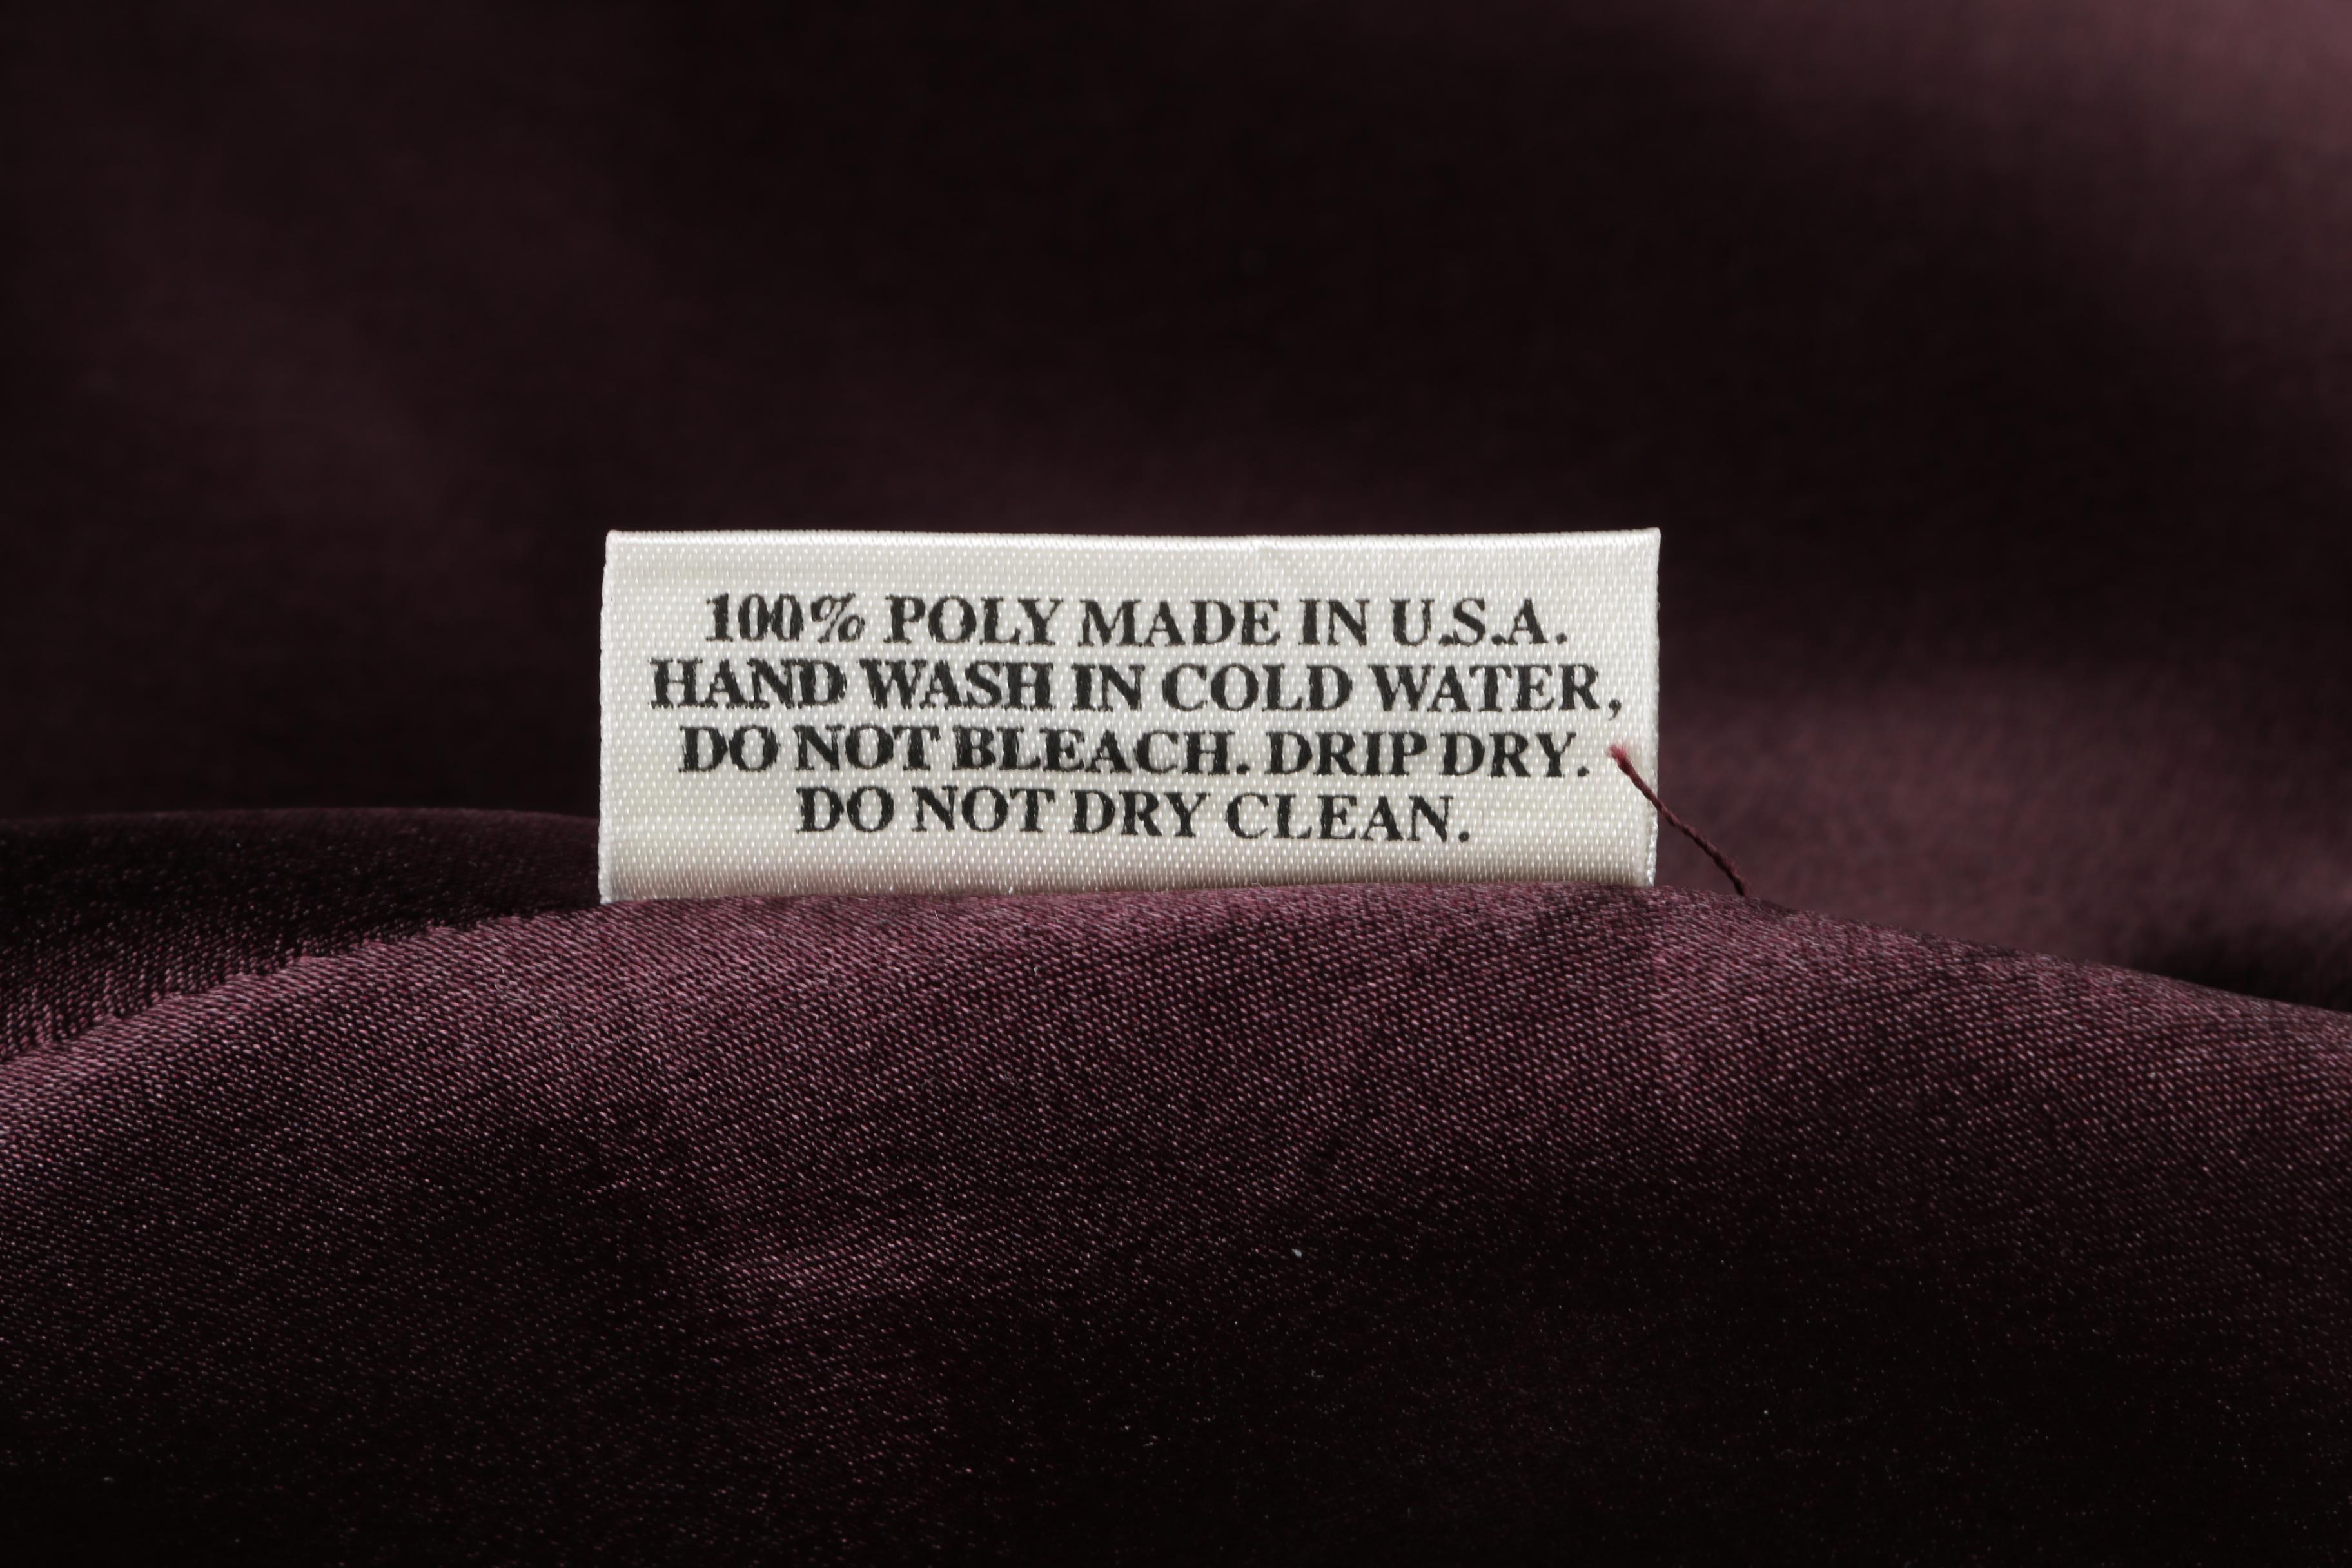 100% POLY MADE IN U.S.A.
HAND WASH IN COLD WATER,
DO NOT BLEACH. DRIP DRY.
DO NOT DRY CLEAN.